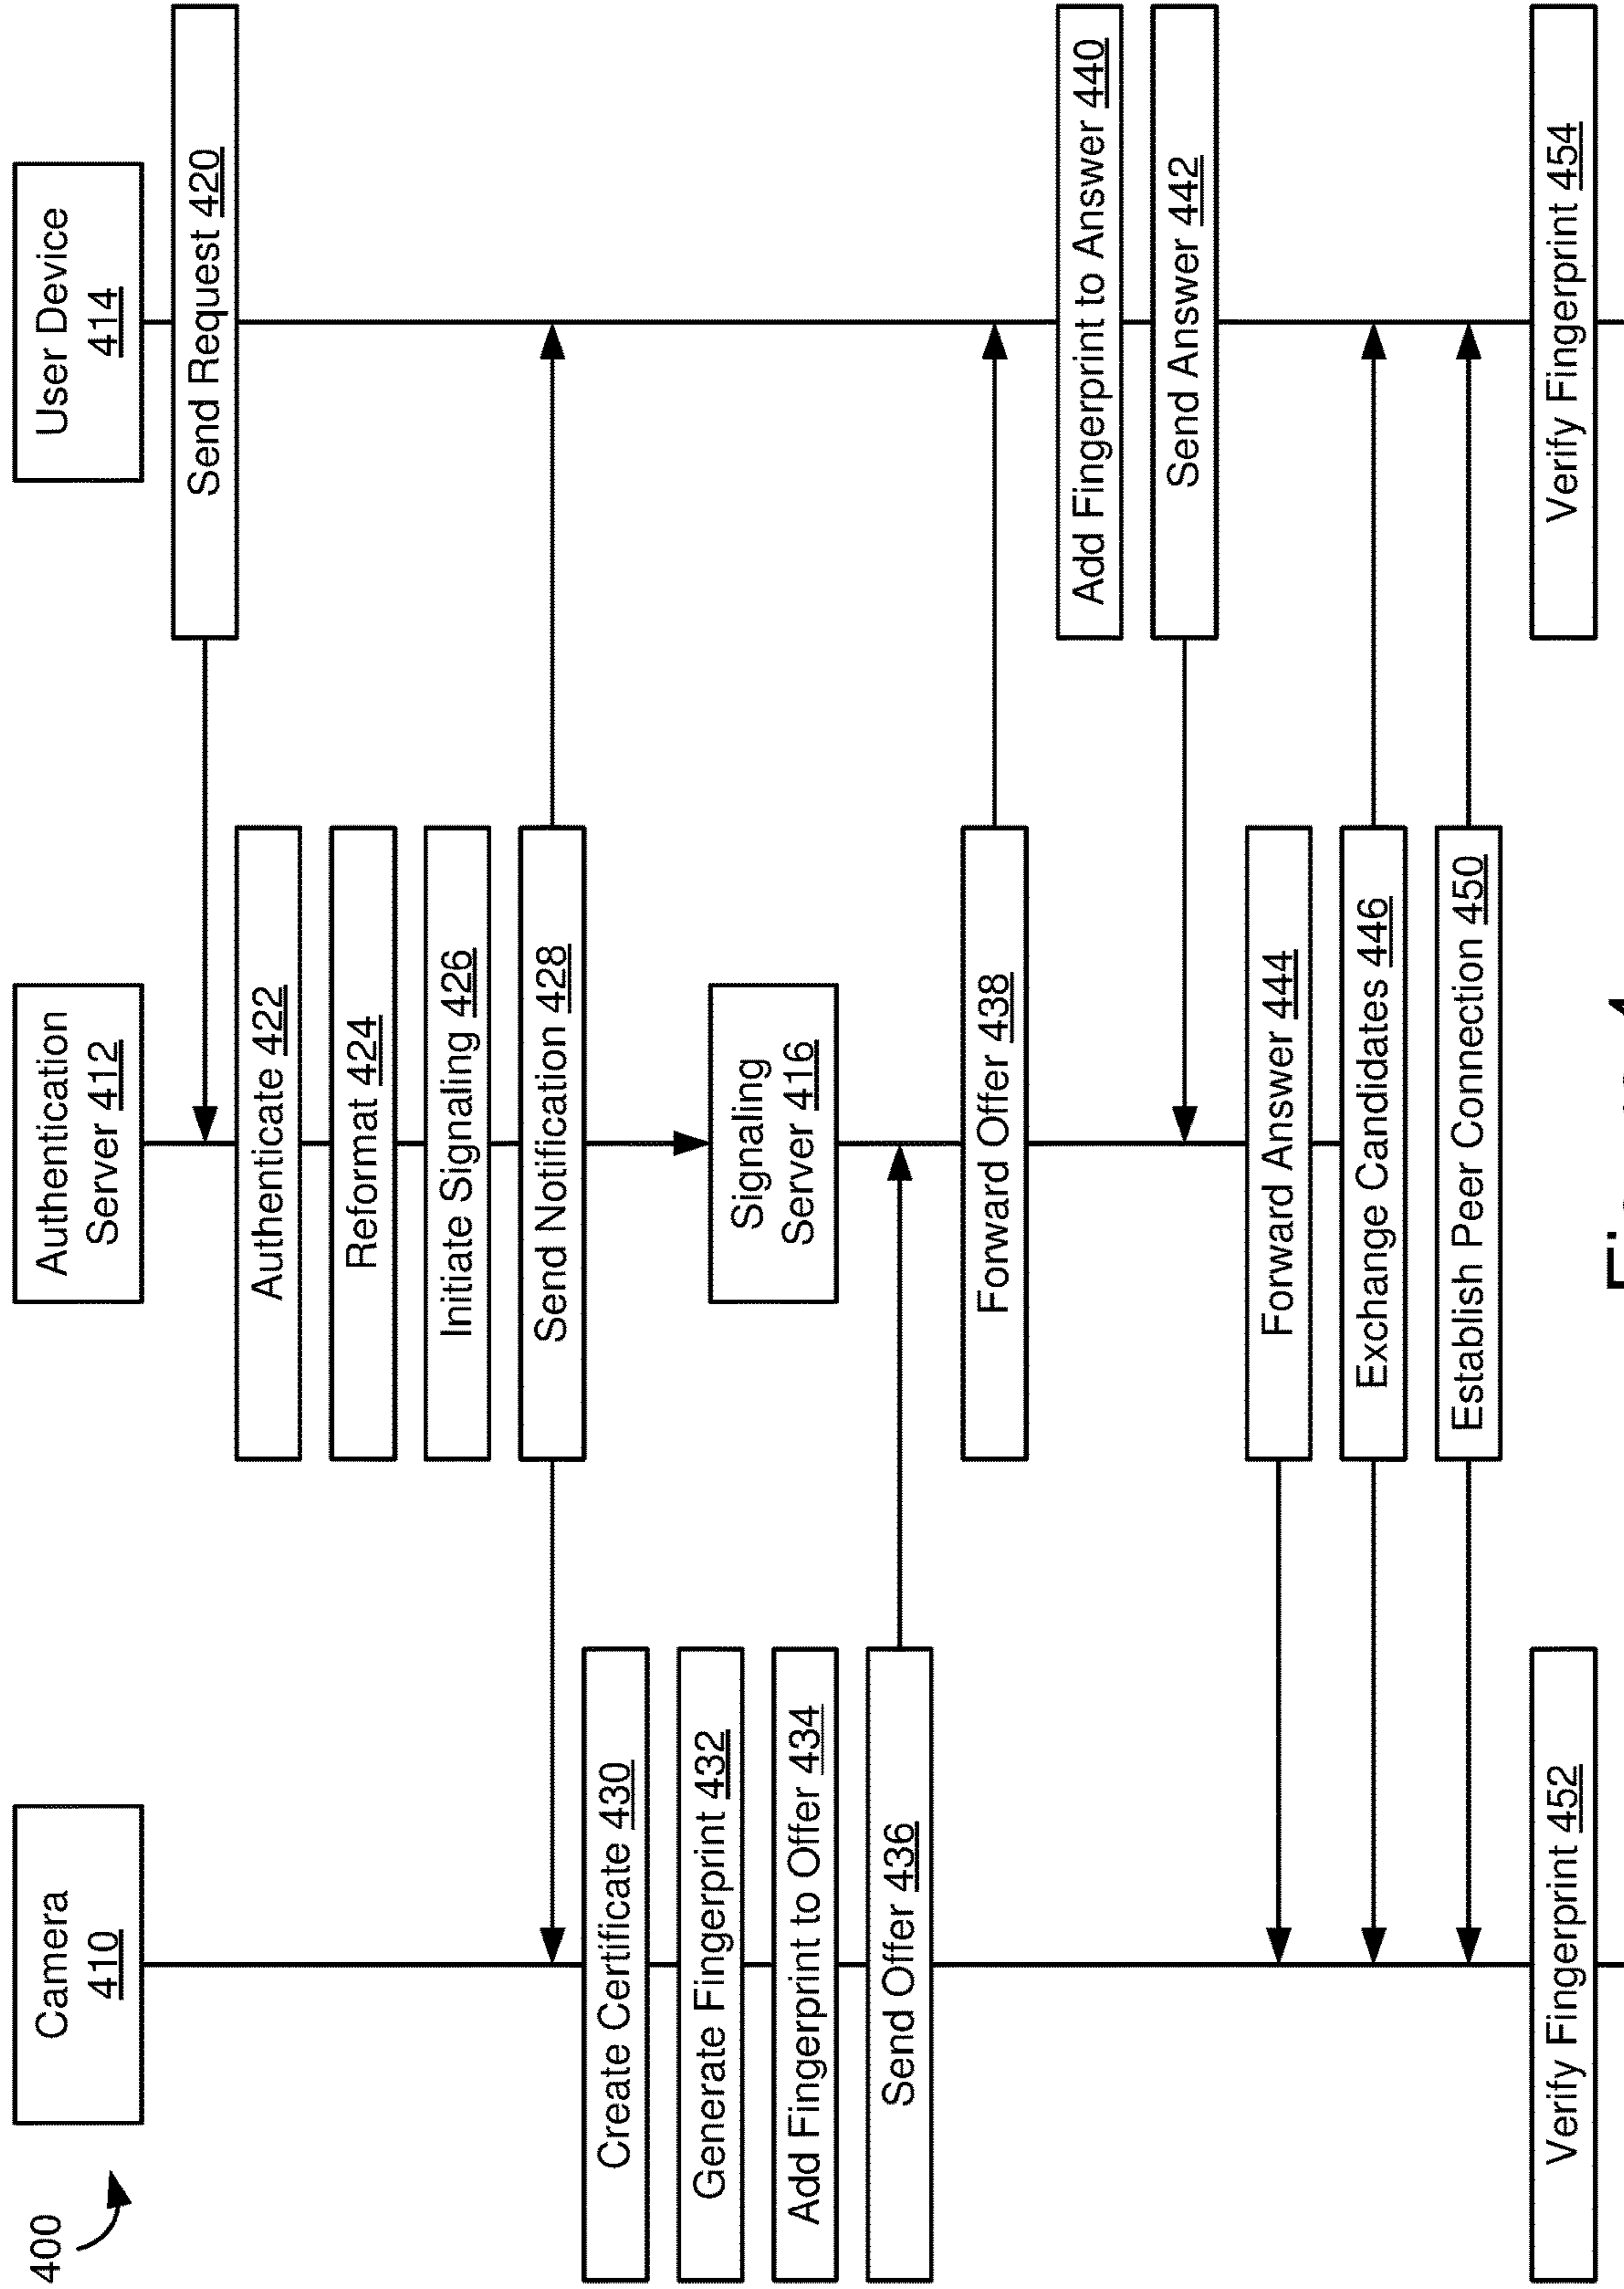 400
Camera
410
Authentication
Server 412
User Device
414
Send Request 420
Authenticate 422
Reformat 424
Initiate Signaling 426
Send Notification 428
Create Certificate 430
Generate Fingerprint 432
Signaling
Server 416
Add Fingerprint to Offer 434
Send Offer 436
Forward Offer 438
Add Fingerprint to Answer 440
Send Answer 442
Forward Answer 444
Exchange Candidates 446
Establish Peer Connection 450
Verify Fingerprint 452
Verify Fingerprint 454